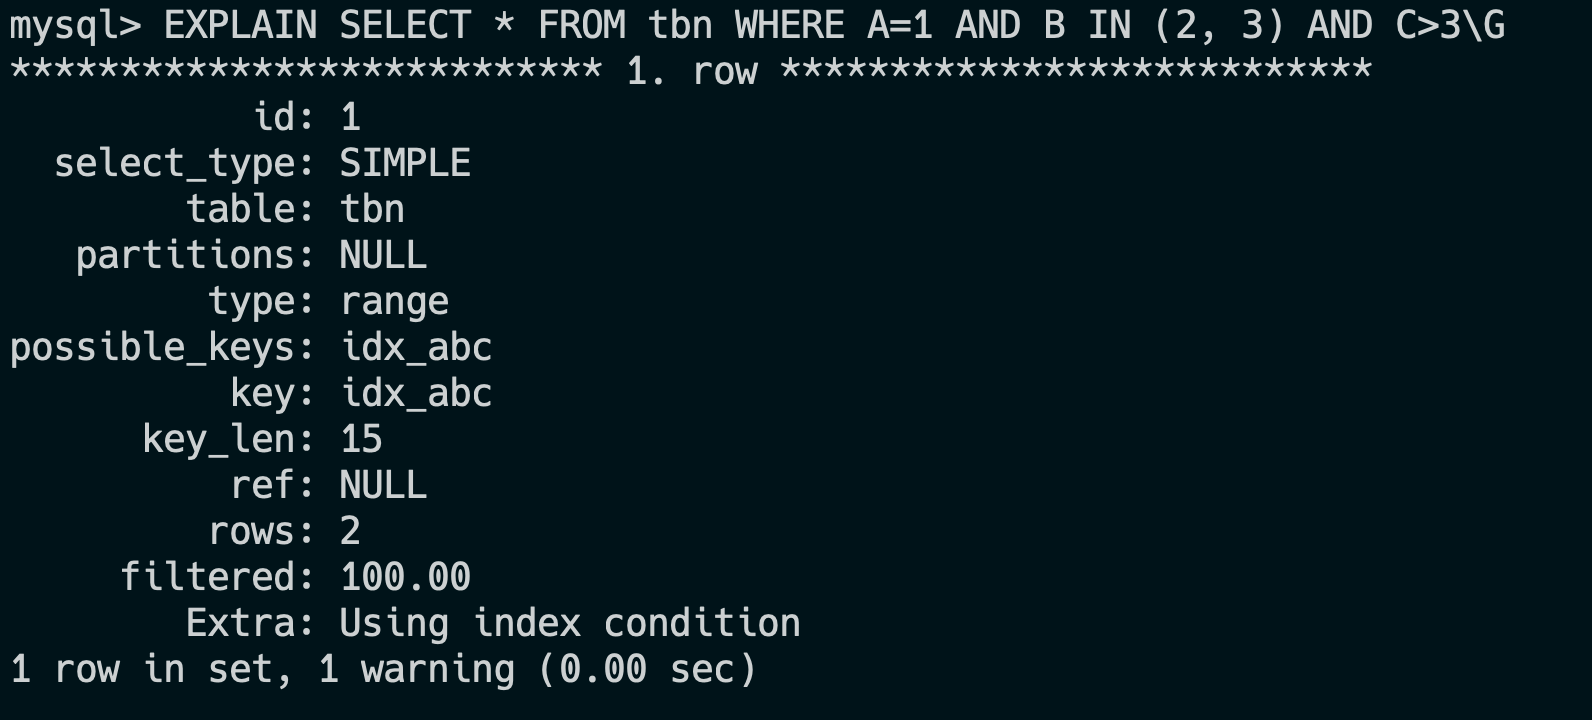 mysql> EXPLAIN SELECT * FROM tbn WHERE A=1 AND B IN (2, 3) AND C>3\G
*************************** 1. row ***************************
           id: 1
  select_type: SIMPLE
        table: tbn
   partitions: NULL
         type: range
possible_keys: idx_abc
          key: idx_abc
      key_len: 15
          ref: NULL
         rows: 2
     filtered: 100.00
        Extra: Using index condition
1 row in set, 1 warning (0.00 sec)